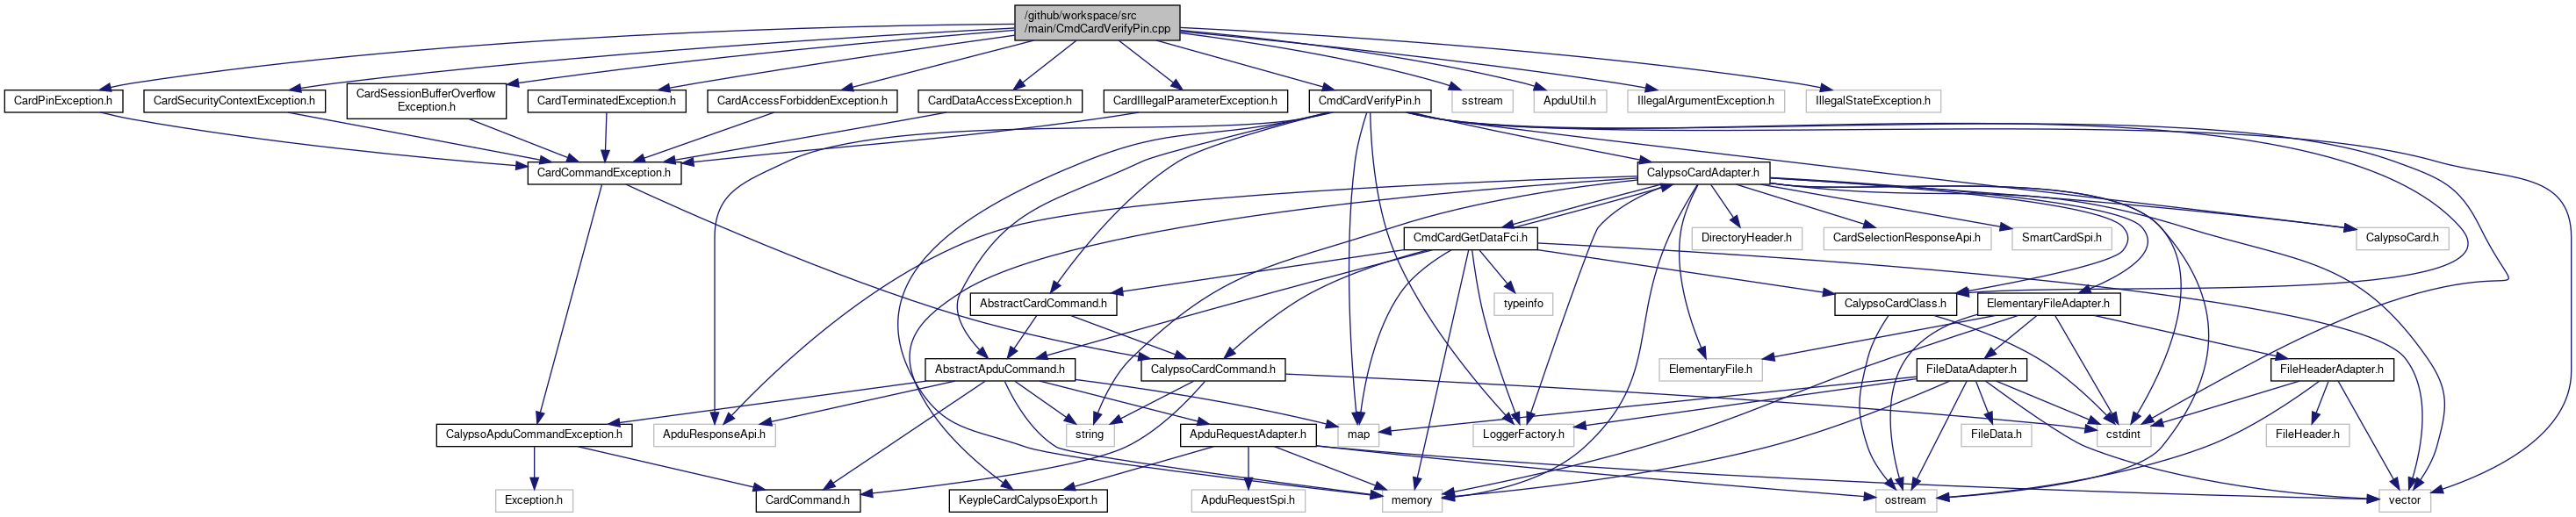 /github/workspace/src
/main/CmdCardVerifyPin.cpp
CardPinException.h
CardSecurityContextException.h
CardSessionBufferOverflow
Exception.h
CardTerminatedException.h
CardAccessForbiddenException.h
CardDataAccessException.h
CardIllegalParameterException.h
CmdCardVerifyPin.h
sstream
ApduUtil.h
IllegalArgumentException.h
IllegalStateException.h
CardCommandException.h
CalypsoCardAdapter.h
CmdCardGetDataFci.h
DirectoryHeader.h
CardSelectionResponseApi.h
SmartCardSpi.h
CalypsoCard.h
AbstractCardCommand.h
typeinfo
CalypsoCardClass.h
ElementaryFileAdapter.h
AbstractApduCommand.h
CalypsoCardCommand.h
ElementaryFile.h
FileDataAdapter.h
FileHeaderAdapter.h
CalypsoApduCommandException.h
ApduResponseApi.h
string
ApduRequestAdapter.h
map
LoggerFactory.h
FileData.h
cstdint
FileHeader.h
Exception.h
CardCommand.h
KeypleCardCalypsoExport.h
ApduRequestSpi.h
memory
ostream
vector